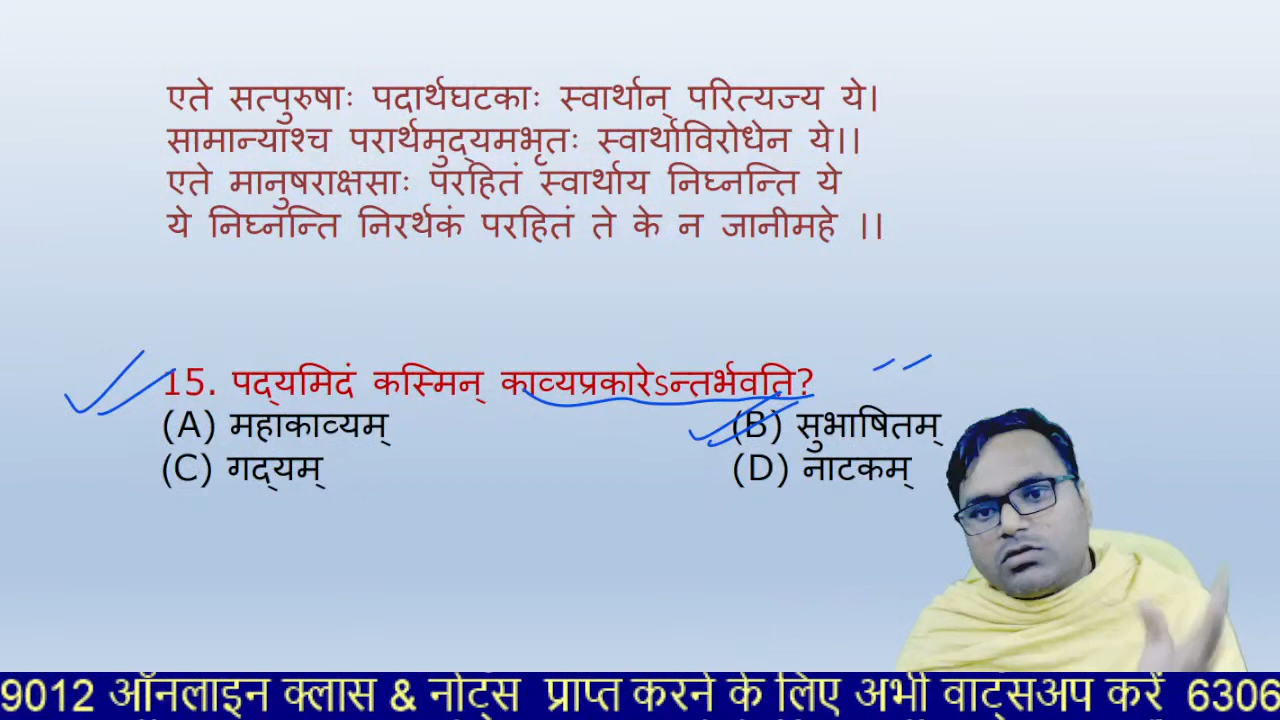 एते सत्पुरुषाः पदार्थघटकाः स्वार्थान् परित्यज्य ये।
सामान्याश्च परार्थमुद्यमभृतः स्वार्थाविरोधेन ये।।
एते मानुषराक्षसाः परहितं स्वार्थाय निघ्नन्ति ये
ये निघ्नन्ति निरर्थकं परहितं ते के न जानीमहे ।।
15. पद्यमिदं कस्मिन् काव्यप्रकारेऽन्तर्भवति?
(A) महाकाव्यम् (B) सुभाषितम्
(C) गद्यम् (D) नाटकम्
9012 ऑनलाइन क्लास & नोट्स प्राप्त करने के लिए अभी वाट्सअप करें 6306